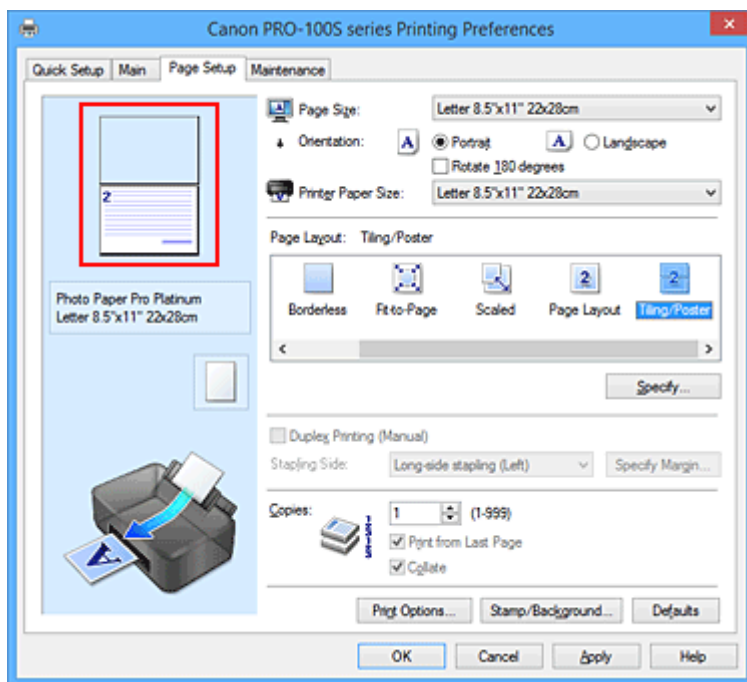 Canon PRO-100S series Printing Preferences
Quick Setup Main Page Setup Maintenance
Page Size: Letter 8.5"x11" 22x28cm
Orientation: A Portrait A Landscape
Rotate 180 degrees
Printer Paper Size: Letter 8.5"x11" 22x28cm
2
Page Layout: Tiling/Poster
2 2
Borderless Fit-to-Page Scaled Page Layout Tiling/Poster
Photo Paper Pro Platinum
Letter 8.5"x11" 22x28cm
Specify...
Duplex Printing (Manual)
Stapling Side: Long-side stapling (Left) Specify Margin...
Copies: 1 (1-999)
Print from Last Page
Collate
A
Print Options... Stamp/Background... Defaults
OK Cancel Apply Help